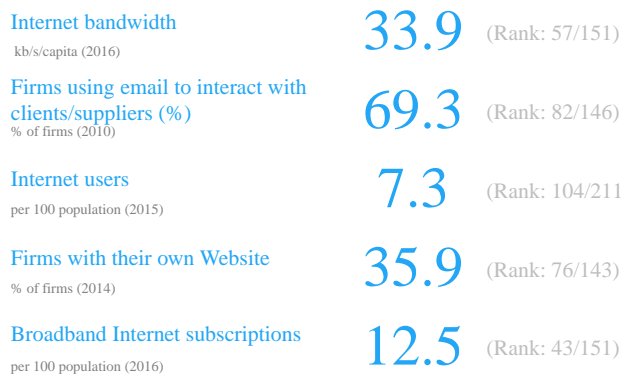 Internet bandwidth
kb/s/capita (2016)
33.9 (Rank: 57/151)
Firms using email to interact with
clients/suppliers (%)
% of firms (2010)
69.3 (Rank: 82/146)
Internet users
per 100 population (2015)
7.3 (Rank: 104/211
Firms with their own Website
% of firms (2014)
35.9 (Rank: 76/143)
Broadband Internet subscriptions
per 100 population (2016)
12.5 (Rank: 43/151)